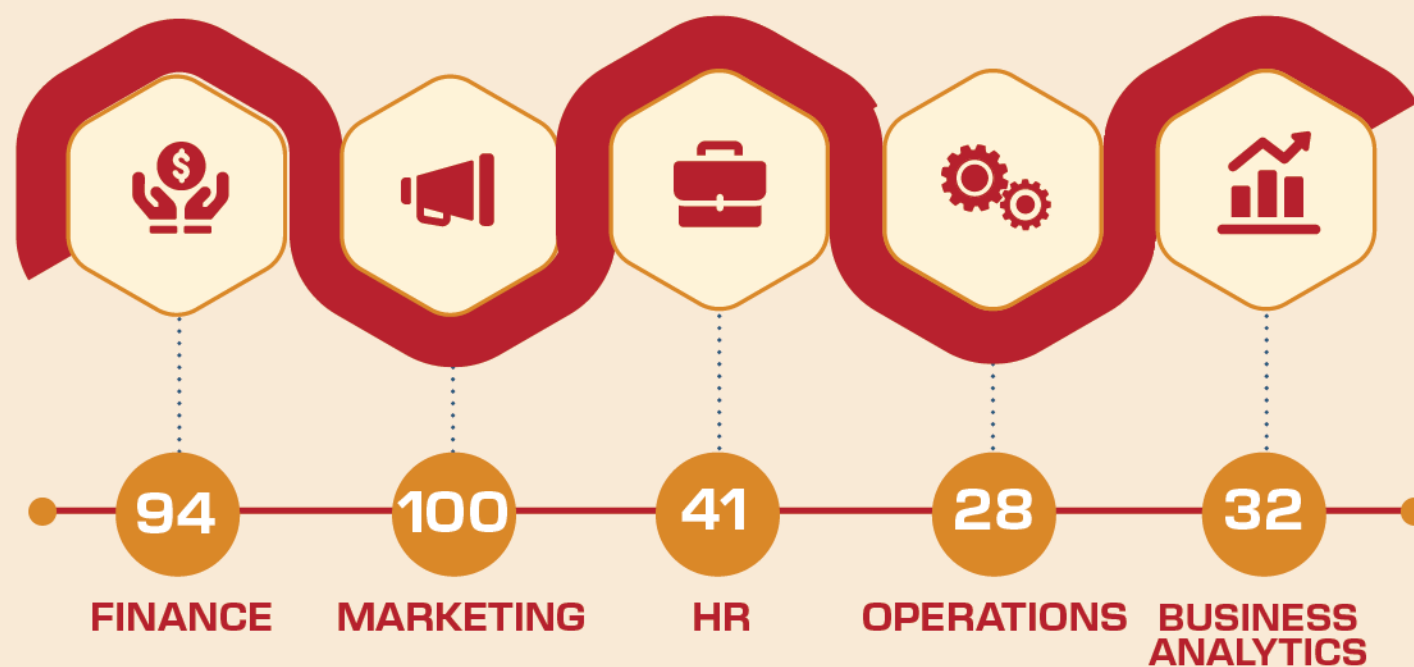 $
94 100 41 28 32
FINANCE MARKETING HR OPERATIONS BUSINESS
ANALYTICS